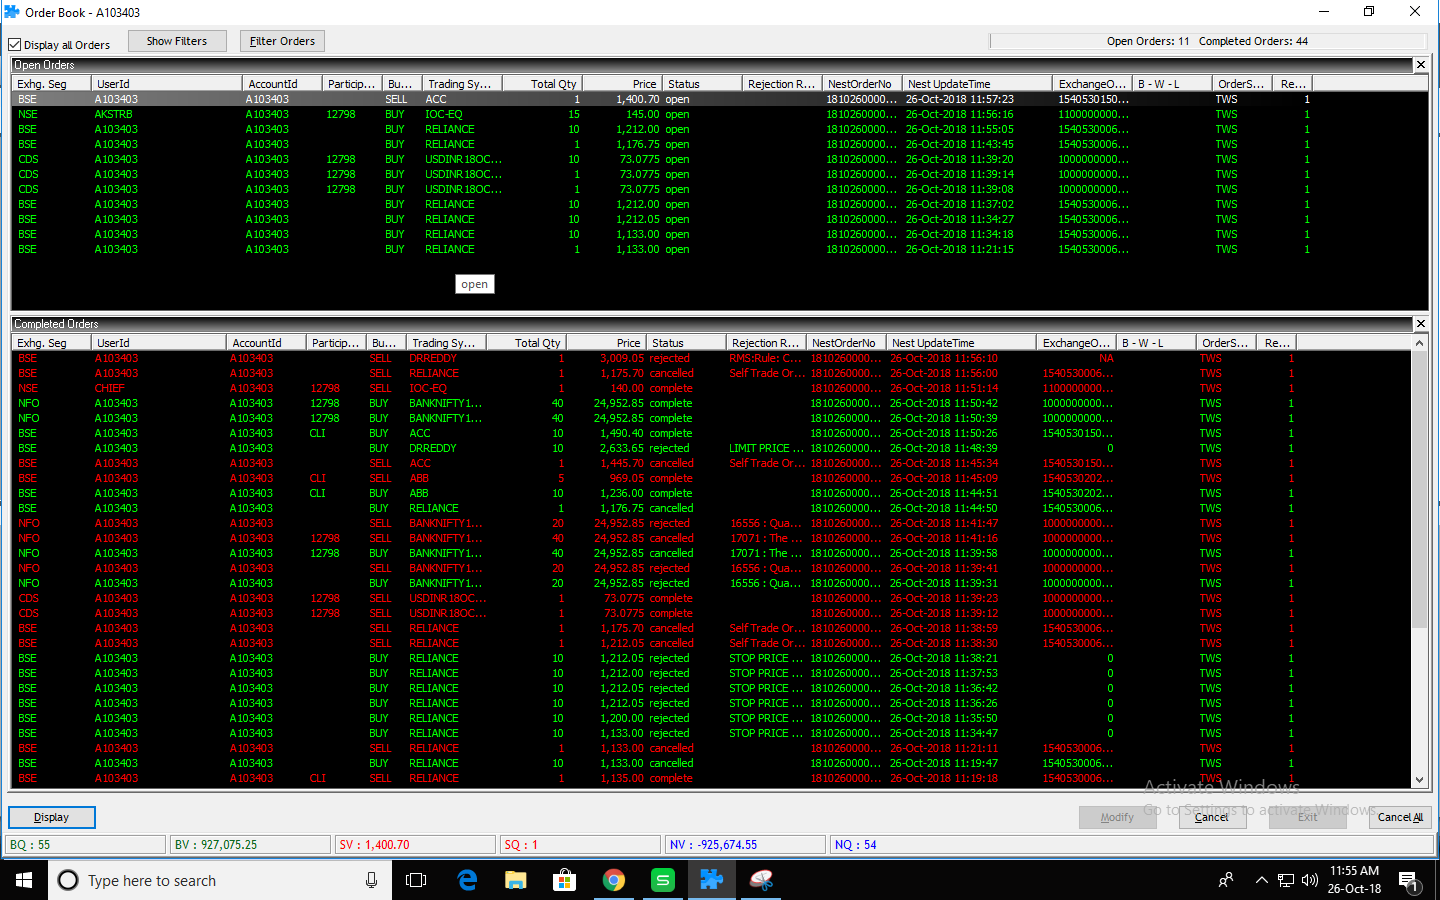 Order Book - A103403
Display all Orders Show Filters Filter Orders Open Orders: 11 Completed Orders: 44
Open Orders
Exhg. Seg UserId AccountId Particip... Bu... Trading Sy... Total Qty Price Status Rejection R... NestOrderNo Nest UpdateTime ExchangeO... B - W - L OrderS... Re...
BSE A103403 A103403 SELL ACC 1 1,400.70 open 1810260000... 26-Oct-2018 11:57:23 1540530150... TWS 1
NSE AKSTRB A103403 12798 BUY IOC-EQ 15 145.00 open 1810260000... 26-Oct-2018 11:56:16 1100000000... TWS 1
BSE A103403 A103403 BUY RELIANCE 10 1,212.00 open 1810260000... 26-Oct-2018 11:55:05 1540530006... TWS 1
BSE A103403 A103403 BUY RELIANCE 1 1,176.75 open 1810260000... 26-Oct-2018 11:43:45 1540530006... TWS 1
CDS A103403 A103403 12798 BUY USDINR18OC... 10 73.0775 open 1810260000... 26-Oct-2018 11:39:20 1000000000... TWS 1
CDS A103403 A103403 12798 BUY USDINR18OC... 1 73.0775 open 1810260000... 26-Oct-2018 11:39:14 1000000000... TWS 1
CDS A103403 A103403 12798 BUY USDINR18OC... 1 73.0775 open 1810260000... 26-Oct-2018 11:39:08 1000000000... TWS 1
BSE A103403 A103403 BUY RELIANCE 10 1,212.00 open 1810260000... 26-Oct-2018 11:37:02 1540530006... TWS 1
BSE A103403 A103403 BUY RELIANCE 10 1,212.05 open 1810260000... 26-Oct-2018 11:34:27 1540530006... TWS 1
BSE A103403 A103403 BUY RELIANCE 10 1,133.00 open 1810260000... 26-Oct-2018 11:34:18 1540530006... TWS 1
BSE A103403 A103403 BUY RELIANCE 1 1,133.00 open 1810260000... 26-Oct-2018 11:21:15 1540530006... TWS 1
open
Completed Orders
Exhg. Seg UserId AccountId Particip... Bu... Trading Sy... Total Qty Price Status Rejection R... NestOrderNo Nest UpdateTime ExchangeO... B - W - L OrderS... Re...
BSE A103403 A103403 SELL DRREDDY 1 3,009.05 rejected RMS:Rule: C... 1810260000... 26-Oct-2018 11:56:10 NA TWS 1
BSE A103403 A103403 SELL RELIANCE 1 1,175.70 cancelled Self Trade Or... 1810260000... 26-Oct-2018 11:56:00 1540530006... TWS 1
NSE CHIEF A103403 12798 SELL IOC-EQ 1 140.00 complete 1810260000... 26-Oct-2018 11:51:14 1100000000... TWS 1
NFO A103403 A103403 12798 BUY BANKNIFTY1... 40 24,952.85 complete 1810260000... 26-Oct-2018 11:50:42 1000000000... TWS 1
NFO A103403 A103403 12798 BUY BANKNIFTY1... 40 24,952.85 complete 1810260000... 26-Oct-2018 11:50:39 1000000000... TWS 1
BSE A103403 A103403 CLI BUY ACC 10 1,490.40 complete 1810260000... 26-Oct-2018 11:50:26 1540530150... TWS 1
BSE A103403 A103403 BUY DRREDDY 10 2,633.65 rejected LIMIT PRICE ... 1810260000... 26-Oct-2018 11:48:39 0 TWS 1
BSE A103403 A103403 SELL ACC 1 1,445.70 cancelled Self Trade Or... 1810260000... 26-Oct-2018 11:45:34 1540530150... TWS 1
BSE A103403 A103403 CLI SELL ABB 5 969.05 complete 1810260000... 26-Oct-2018 11:45:09 1540530202... TWS 1
BSE A103403 A103403 CLI BUY ABB 10 1,236.00 complete 1810260000... 26-Oct-2018 11:44:51 1540530202... TWS 1
BSE A103403 A103403 BUY RELIANCE 1 1,176.75 cancelled 1810260000... 26-Oct-2018 11:44:50 1540530006... TWS 1
NFO A103403 A103403 SELL BANKNIFTY1... 20 24,952.85 rejected 16556 : Qua... 1810260000... 26-Oct-2018 11:41:47 1000000000... TWS 1
NFO A103403 A103403 12798 SELL BANKNIFTY1... 40 24,952.85 cancelled 17071 : The ... 1810260000... 26-Oct-2018 11:41:16 1000000000... TWS 1
NFO A103403 A103403 12798 BUY BANKNIFTY1... 40 24,952.85 cancelled 17071 : The ... 1810260000... 26-Oct-2018 11:39:58 1000000000... TWS 1
NFO A103403 A103403 SELL BANKNIFTY1... 20 24,952.85 rejected 16556 : Qua... 1810260000... 26-Oct-2018 11:39:41 1000000000... TWS 1
NFO A103403 A103403 BUY BANKNIFTY1... 20 24,952.85 rejected 16556 : Qua... 1810260000... 26-Oct-2018 11:39:31 1000000000... TWS 1
CDS A103403 A103403 12798 SELL USDINR18OC... 1 73.0775 complete 1810260000... 26-Oct-2018 11:39:23 1000000000... TWS 1
CDS A103403 A103403 12798 SELL USDINR18OC... 1 73.0775 complete 1810260000... 26-Oct-2018 11:39:12 1000000000... TWS 1
BSE A103403 A103403 SELL RELIANCE 1 1,175.70 cancelled Self Trade Or... 1810260000... 26-Oct-2018 11:38:59 1540530006... TWS 1
BSE A103403 A103403 SELL RELIANCE 1 1,212.05 cancelled Self Trade Or... 1810260000... 26-Oct-2018 11:38:30 1540530006... TWS 1
BSE A103403 A103403 BUY RELIANCE 10 1,212.05 rejected STOP PRICE ... 1810260000... 26-Oct-2018 11:38:21 0 TWS 1
BSE A103403 A103403 BUY RELIANCE 10 1,212.00 rejected STOP PRICE ... 1810260000... 26-Oct-2018 11:37:53 0 TWS 1
BSE A103403 A103403 BUY RELIANCE 10 1,212.05 rejected STOP PRICE ... 1810260000... 26-Oct-2018 11:36:42 0 TWS 1
BSE A103403 A103403 BUY RELIANCE 10 1,212.05 rejected STOP PRICE ... 1810260000... 26-Oct-2018 11:36:26 0 TWS 1
BSE A103403 A103403 BUY RELIANCE 10 1,200.00 rejected STOP PRICE ... 1810260000... 26-Oct-2018 11:35:50 0 TWS 1
BSE A103403 A103403 BUY RELIANCE 10 1,133.00 rejected STOP PRICE ... 1810260000... 26-Oct-2018 11:34:47 0 TWS 1
BSE A103403 A103403 SELL RELIANCE 1 1,133.00 cancelled 1810260000... 26-Oct-2018 11:21:11 1540530006... TWS 1
BSE A103403 A103403 BUY RELIANCE 10 1,133.00 cancelled 1810260000... 26-Oct-2018 11:19:47 1540530006... TWS 1
BSE A103403 A103403 CLI SELL RELIANCE 1 1,135.00 complete 1810260000... 26-Oct-2018 11:19:18 1540530006... TWS 1
Activate Windows
Go to Settings to activate Windows.
Display Modify Cancel Exit Cancel All
BQ : 55 BV : 927,075.25 SV : 1,400.70 SQ : 1 NV : -925,674.55 NQ : 54
Type here to search
11:55 AM
26-Oct-18
1